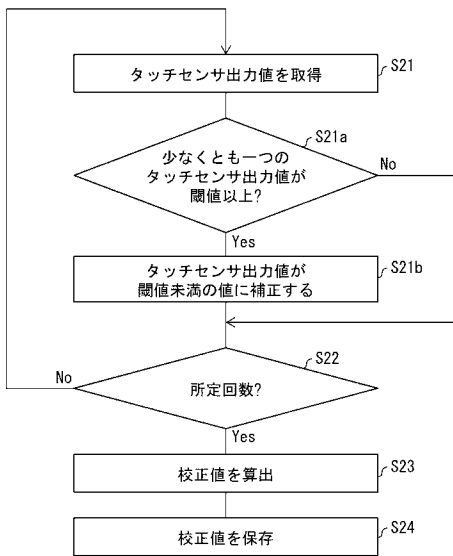 タッチセンサ出力値を取得
S21
少なくとも一つの
タッチセンサ出力値が
閾値以上?
S21a
No
Yes
タッチセンサ出力値が
閾値未満の値に補正する
S21b
所定回数?
S22
No
Yes
校正値を算出
S23
校正値を保存
S24